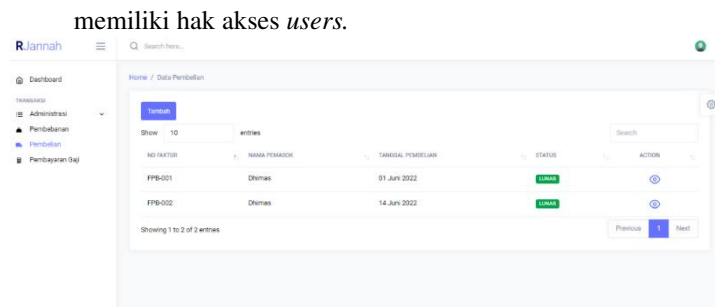 memiliki hak akses users.
RJannah
Search here...
Dashboard
Home / Data Pembelian
TRANSAKSI
Administrasi
Tambah
Pembebanan
Show 10 entries
Search
Pembelian
Pembayaran Gaji
NO FAKTUR NAMA PEMASOK TANGGAL PEMBELIAN STATUS ACTION
FPB-001 Dhimas 01 Juni 2022 LUNAS
FPB-002 Dhimas 14 Juni 2022 LUNAS
Showing 1 to 2 of 2 entries
Previous 1 Next